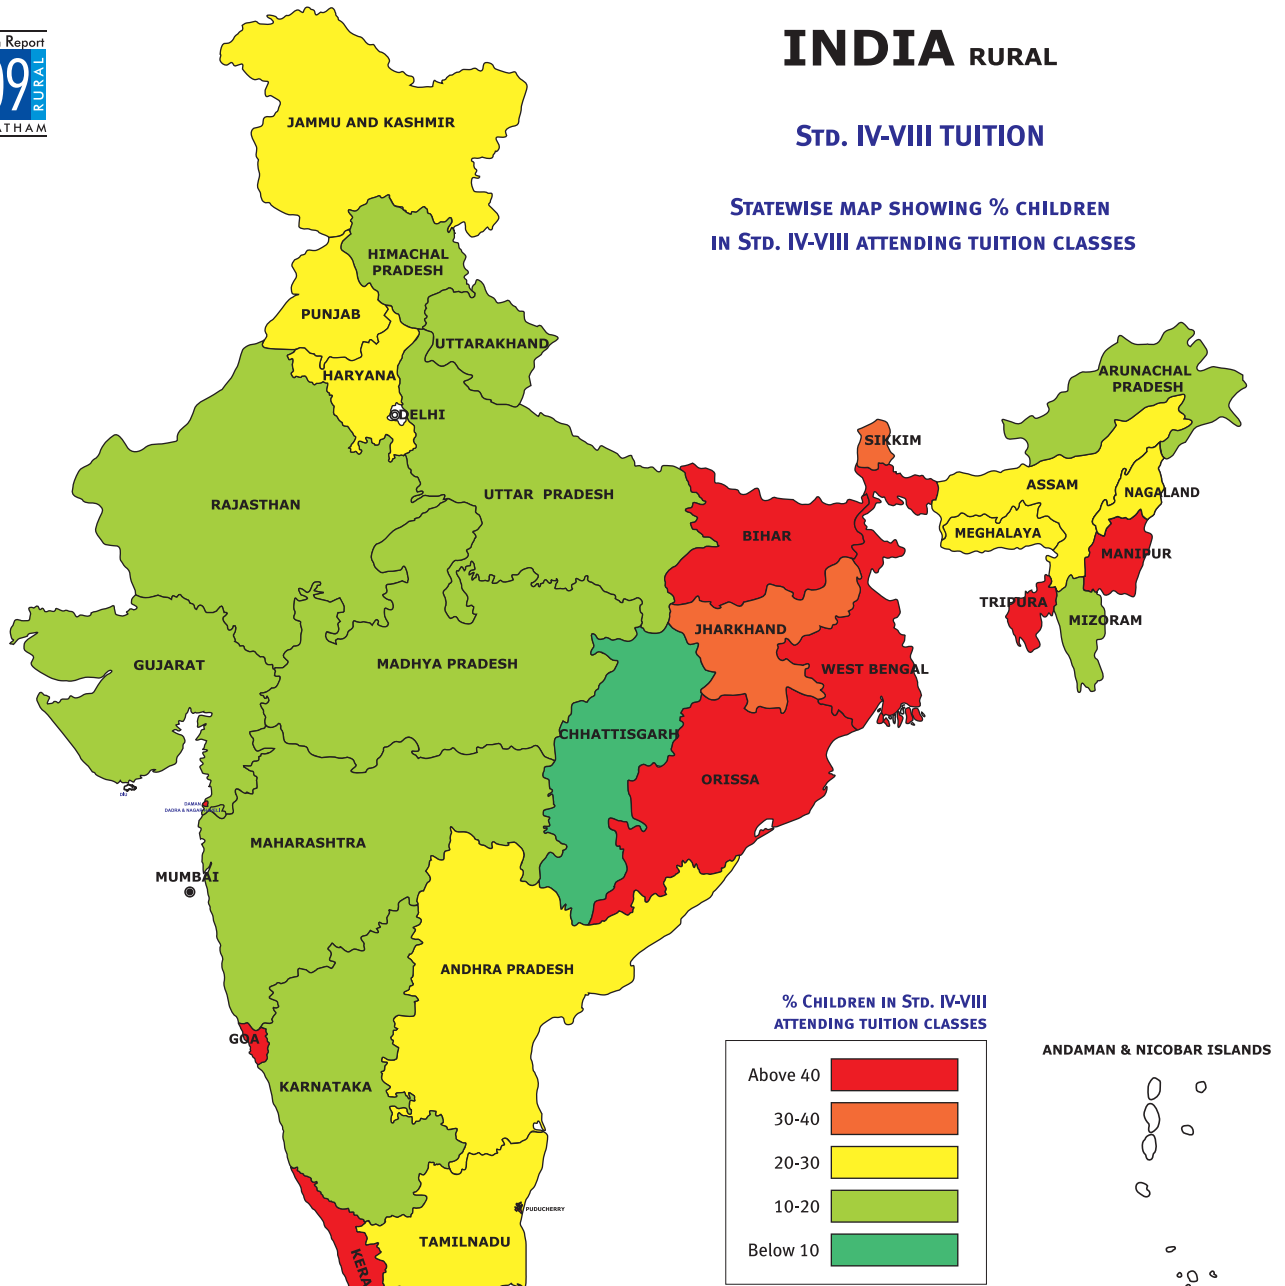 Report
09
RURAL
INDIA RURAL
STD. IV-VIII TUITION
STATEWISE MAP SHOWING % CHILDREN
IN STD. IV-VIII ATTENDING TUITION CLASSES
JAMMU AND KASHMIR
HIMACHAL
PRADESH
PUNJAB
UTTARAKHAND
HARYANA
DELHI
ARUNACHAL
PRADESH
SIKKIM
ASSAM
NAGALAND
RAJASTHAN
UTTAR PRADESH
BIHAR
MEGHALAYA
MANIPUR
TRIPURA
MIZORAM
JHARKHAND
GUJARAT
MADHYA PRADESH
WEST BENGAL
CHHATTISGARH
ORISSA
DIU
DAMAN
MAHARASHTRA
MUMBAI
ANDHRA PRADESH
GOA
KARNATAKA
PUDUCHERRY
TAMILNADU
KERA
% CHILDREN IN STD. IV-VIII
ATTENDING TUITION CLASSES
Above 40
30-40
20-30
10-20
Below 10
ANDAMAN & NICOBAR ISLANDS